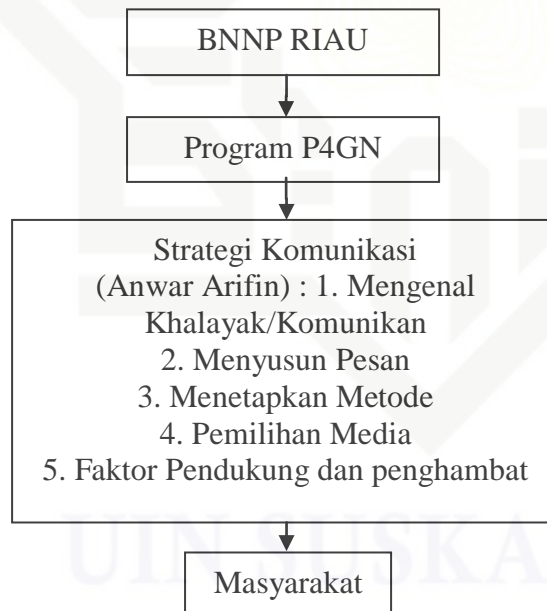 BNNP RIAU
Program P4GN
Strategi Komunikasi
(Anwar Arifin) : 1. Mengenal
Khalayak/Komunikan
2. Menyusun Pesan
3. Menetapkan Metode
4. Pemilihan Media
5. Faktor Pendukung dan penghambat
UIN SUSKA
Masyarakat